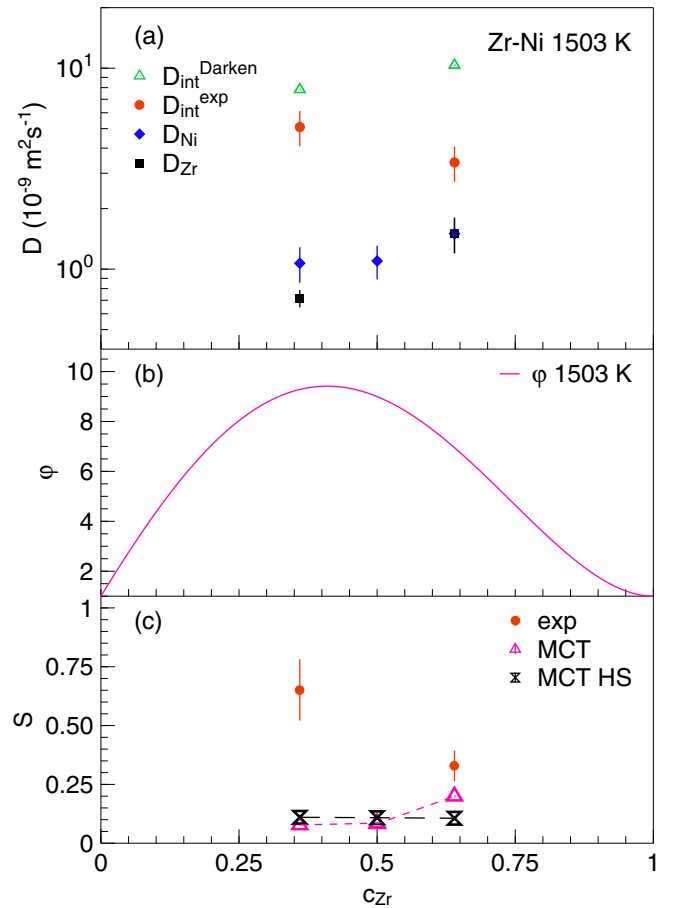 (a)
Zr-Ni 1503 K
D_int^Darken
D_int^exp
D_Ni
D_Zr
10^1
10^0
D (10^-9 m^2s^-1)
(b)
φ 1503 K
10
8
6
4
2
φ
(c)
exp
MCT
MCT HS
1
0.75
0.50
0.25
0
S
0
0.25
0.5
0.75
1
c_Zr